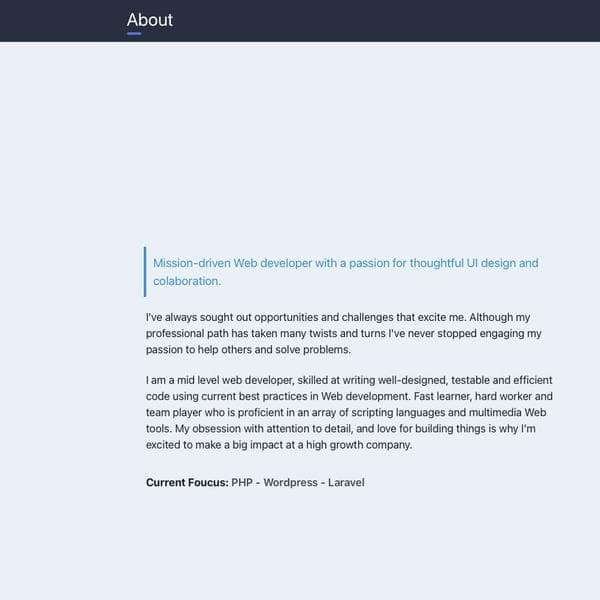 About
Mission-driven Web developer with a passion for thoughtful UI design and
colaboration.
I've always sought out opportunities and challenges that excite me. Although my
professional path has taken many twists and turns I've never stopped engaging my
passion to help others and solve problems.
I am a mid level web developer, skilled at writing well-designed, testable and efficient
code using current best practices in Web development. Fast learner, hard worker and
team player who is proficient in an array of scripting languages and multimedia Web
tools. My obsession with attention to detail, and love for building things is why I'm
excited to make a big impact at a high growth company.
Current Foucus: PHP - Wordpress - Laravel